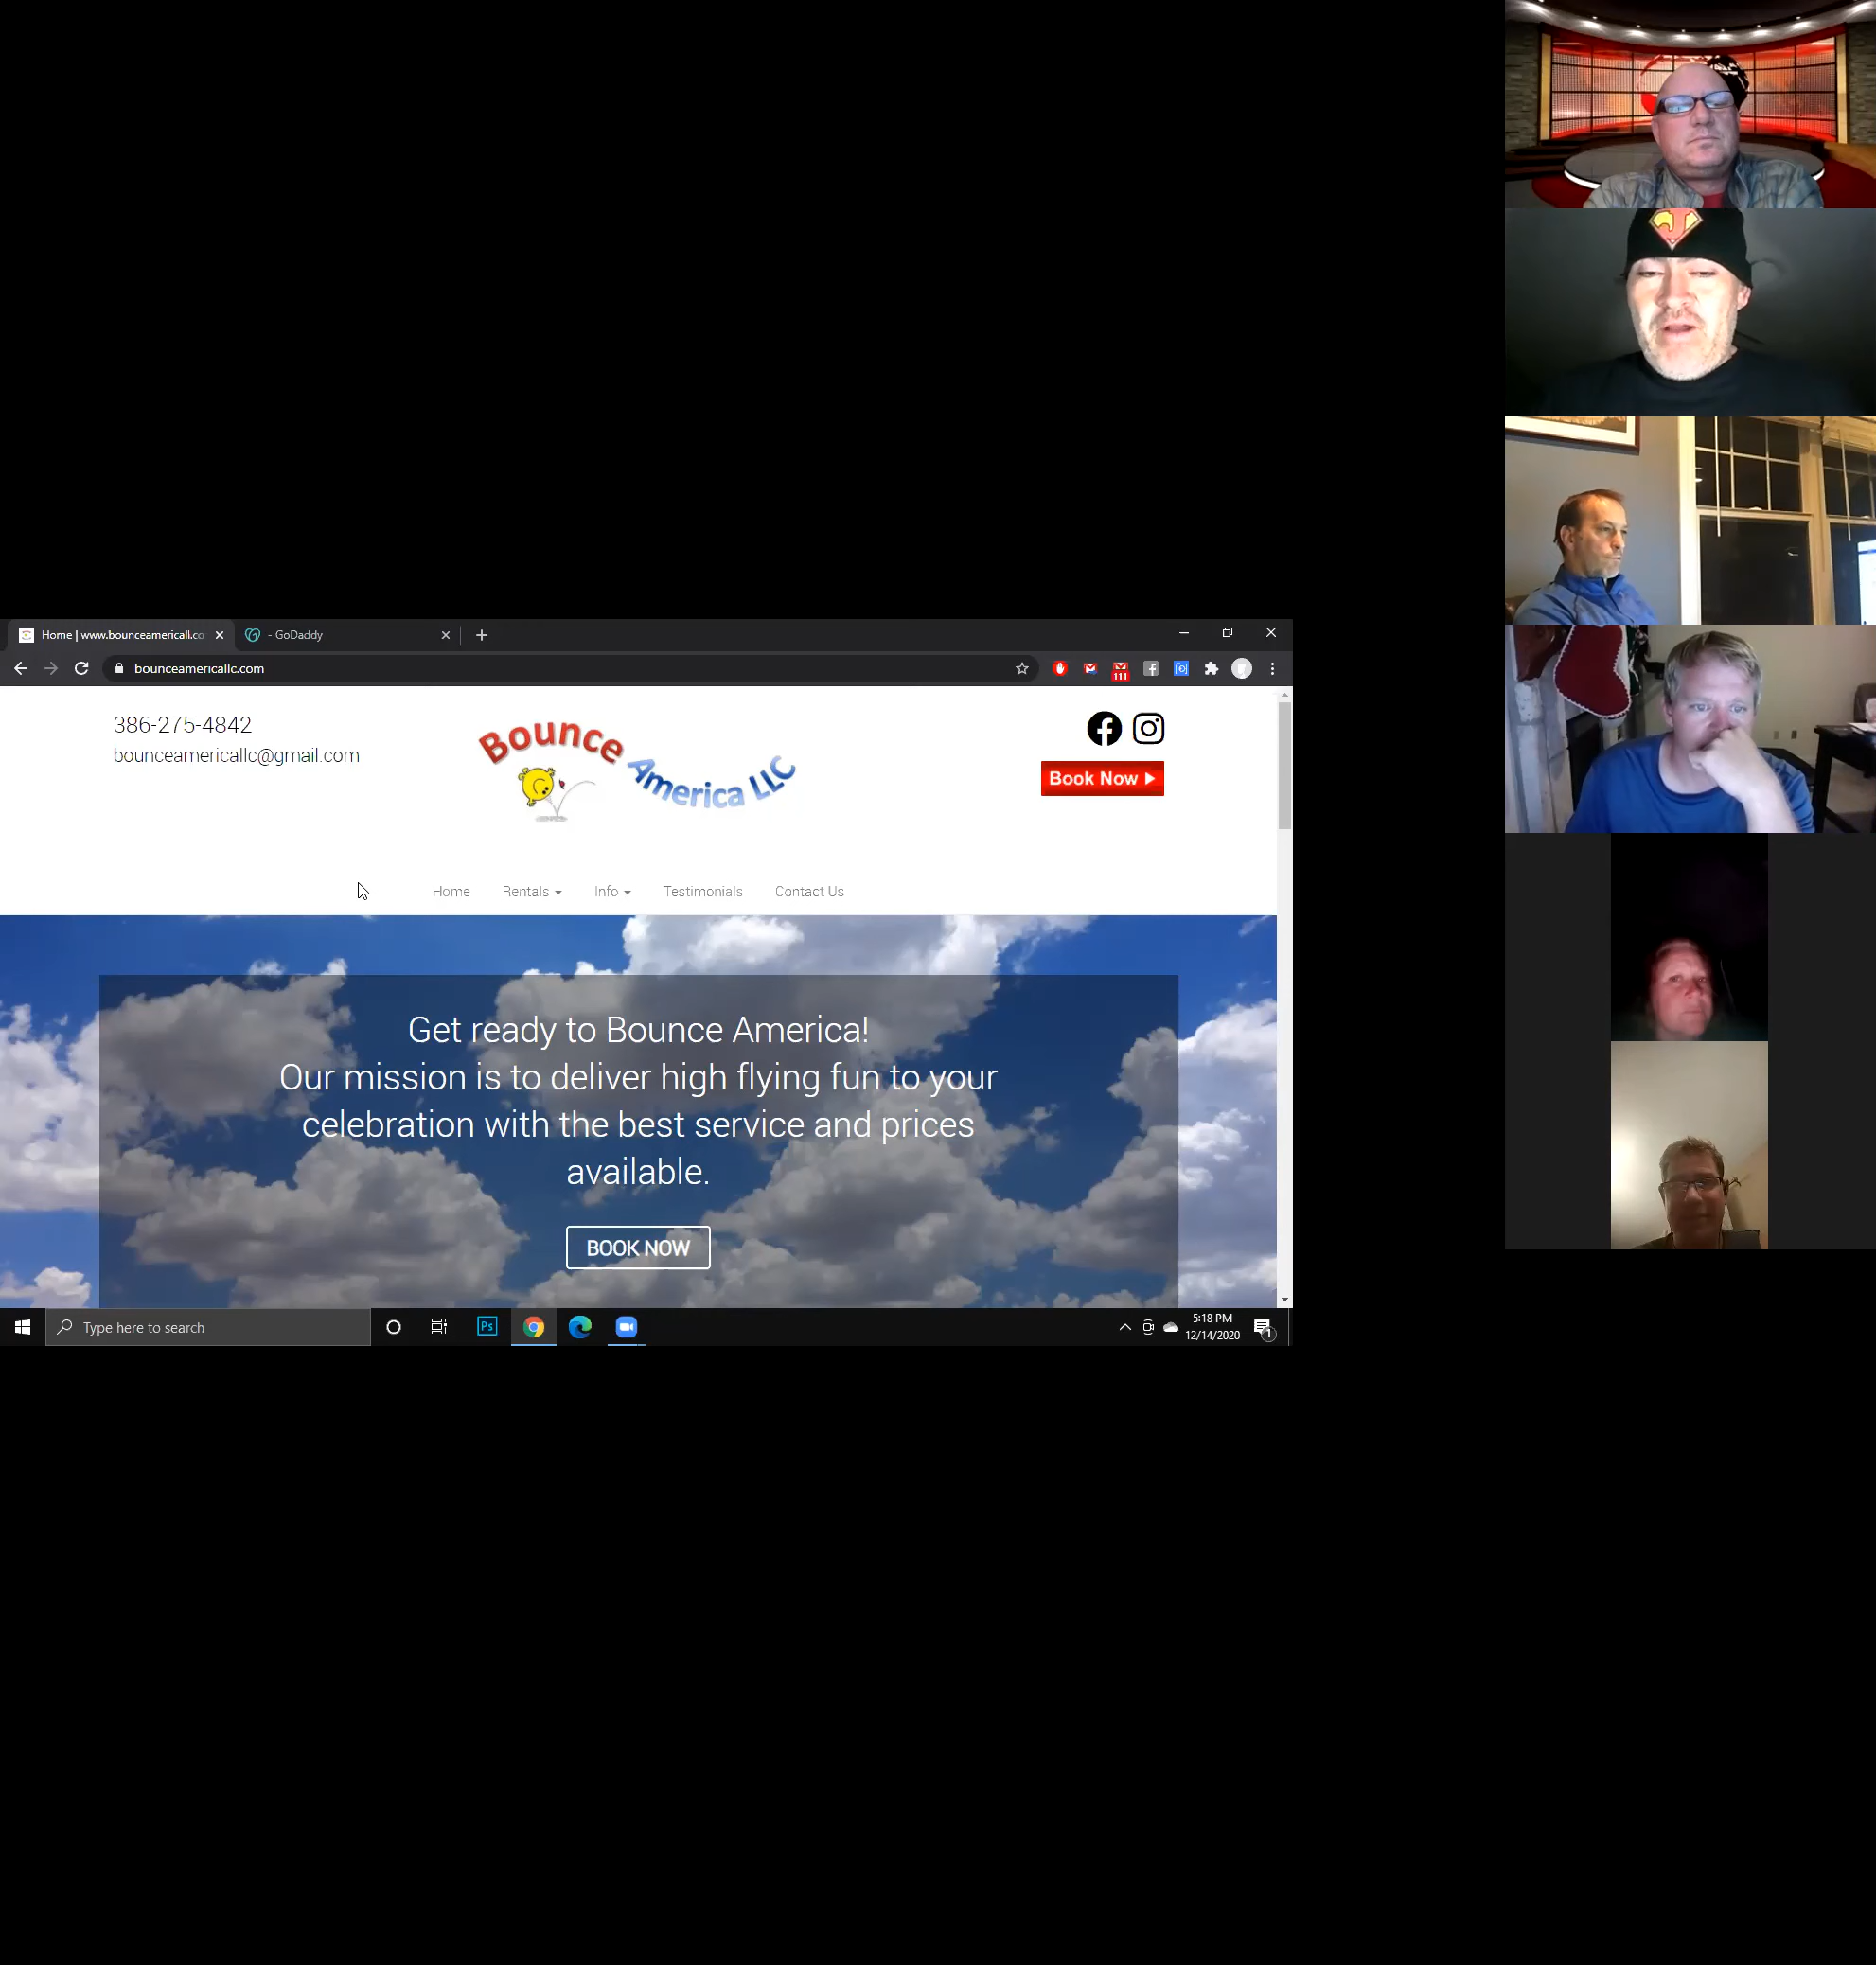 Home | www.bounceamericall.co
- GoDaddy
bounceamericallc.com
111
386-275-4842
bounceamericallc@gmail.com
Bounce
America LLC
Book Now
Home
Rentals
Info
Testimonials
Contact Us
Get ready to Bounce America!
Our mission is to deliver high flying fun to your
celebration with the best service and prices
available.
BOOK NOW
Type here to search
Ps
5:18 PM
12/14/2020
1
J